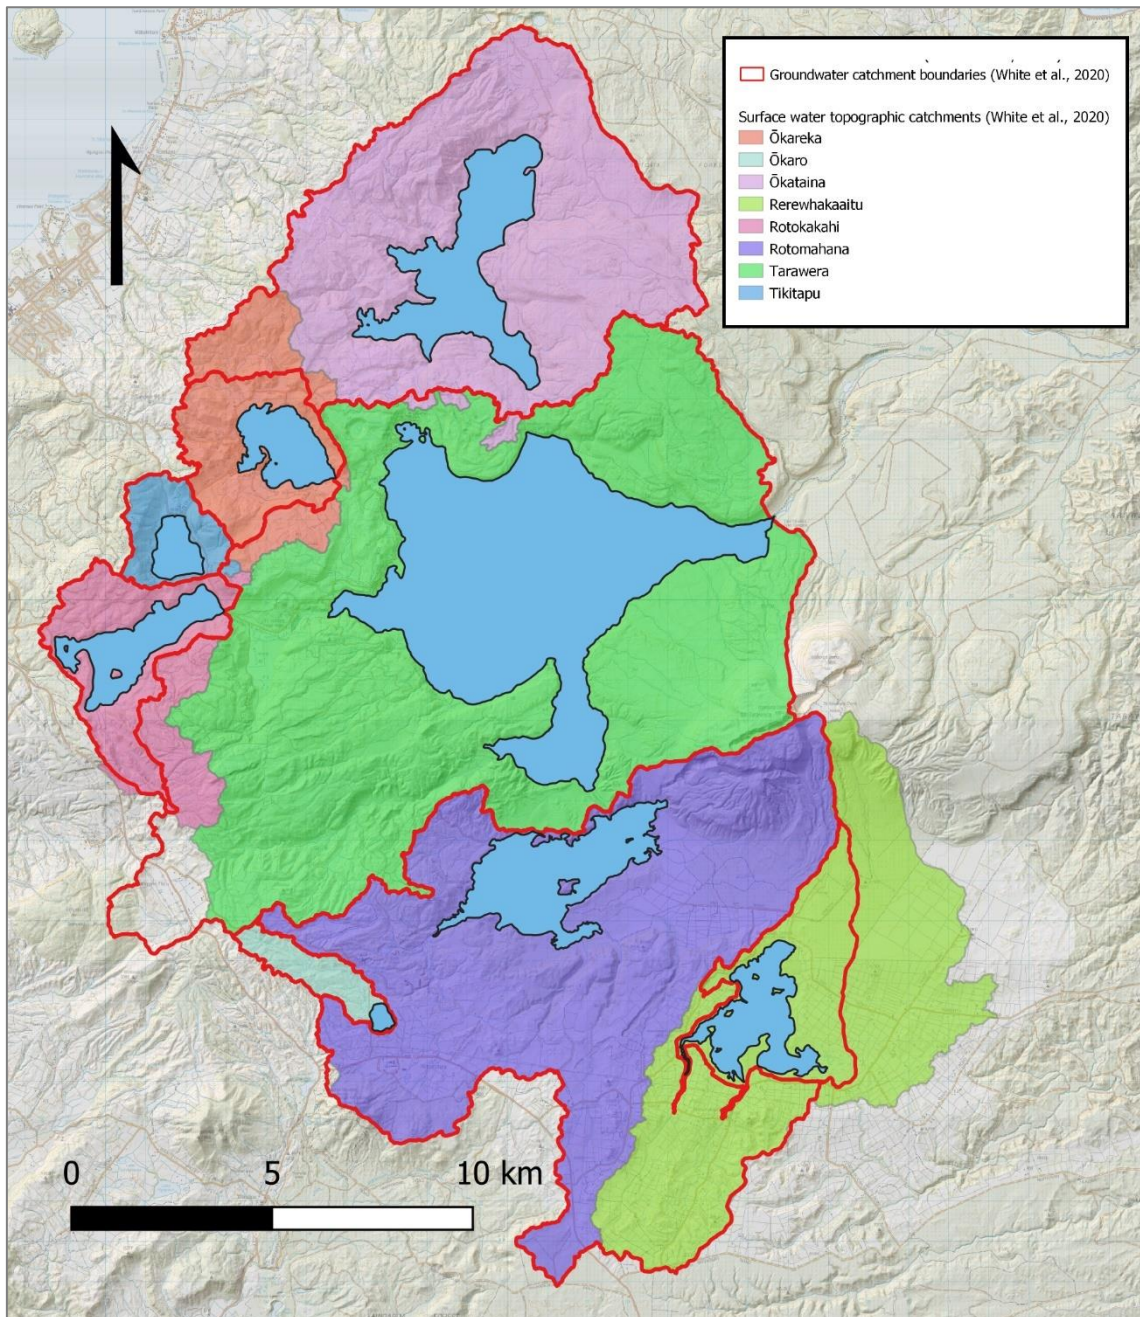 Groundwater catchment boundaries (White et al., 2020)
Surface water topographic catchments (White et al., 2020)
Ōkareka
Ōkaro
Ōkataina
Rerewhakaaitu
Rotokakahi
Rotomahana
Tarawera
Tikitapu
0 5 10 km